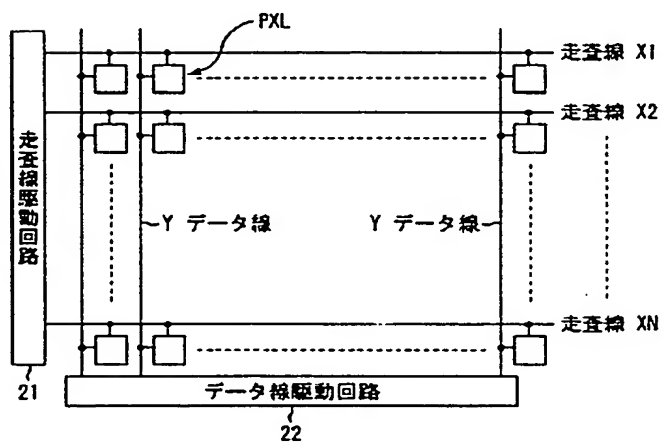 PXL
走査線 X1
走査線 X2
走査線駆動回路
Y データ線
Y データ線
走査線 XN
21
データ線駆動回路
22